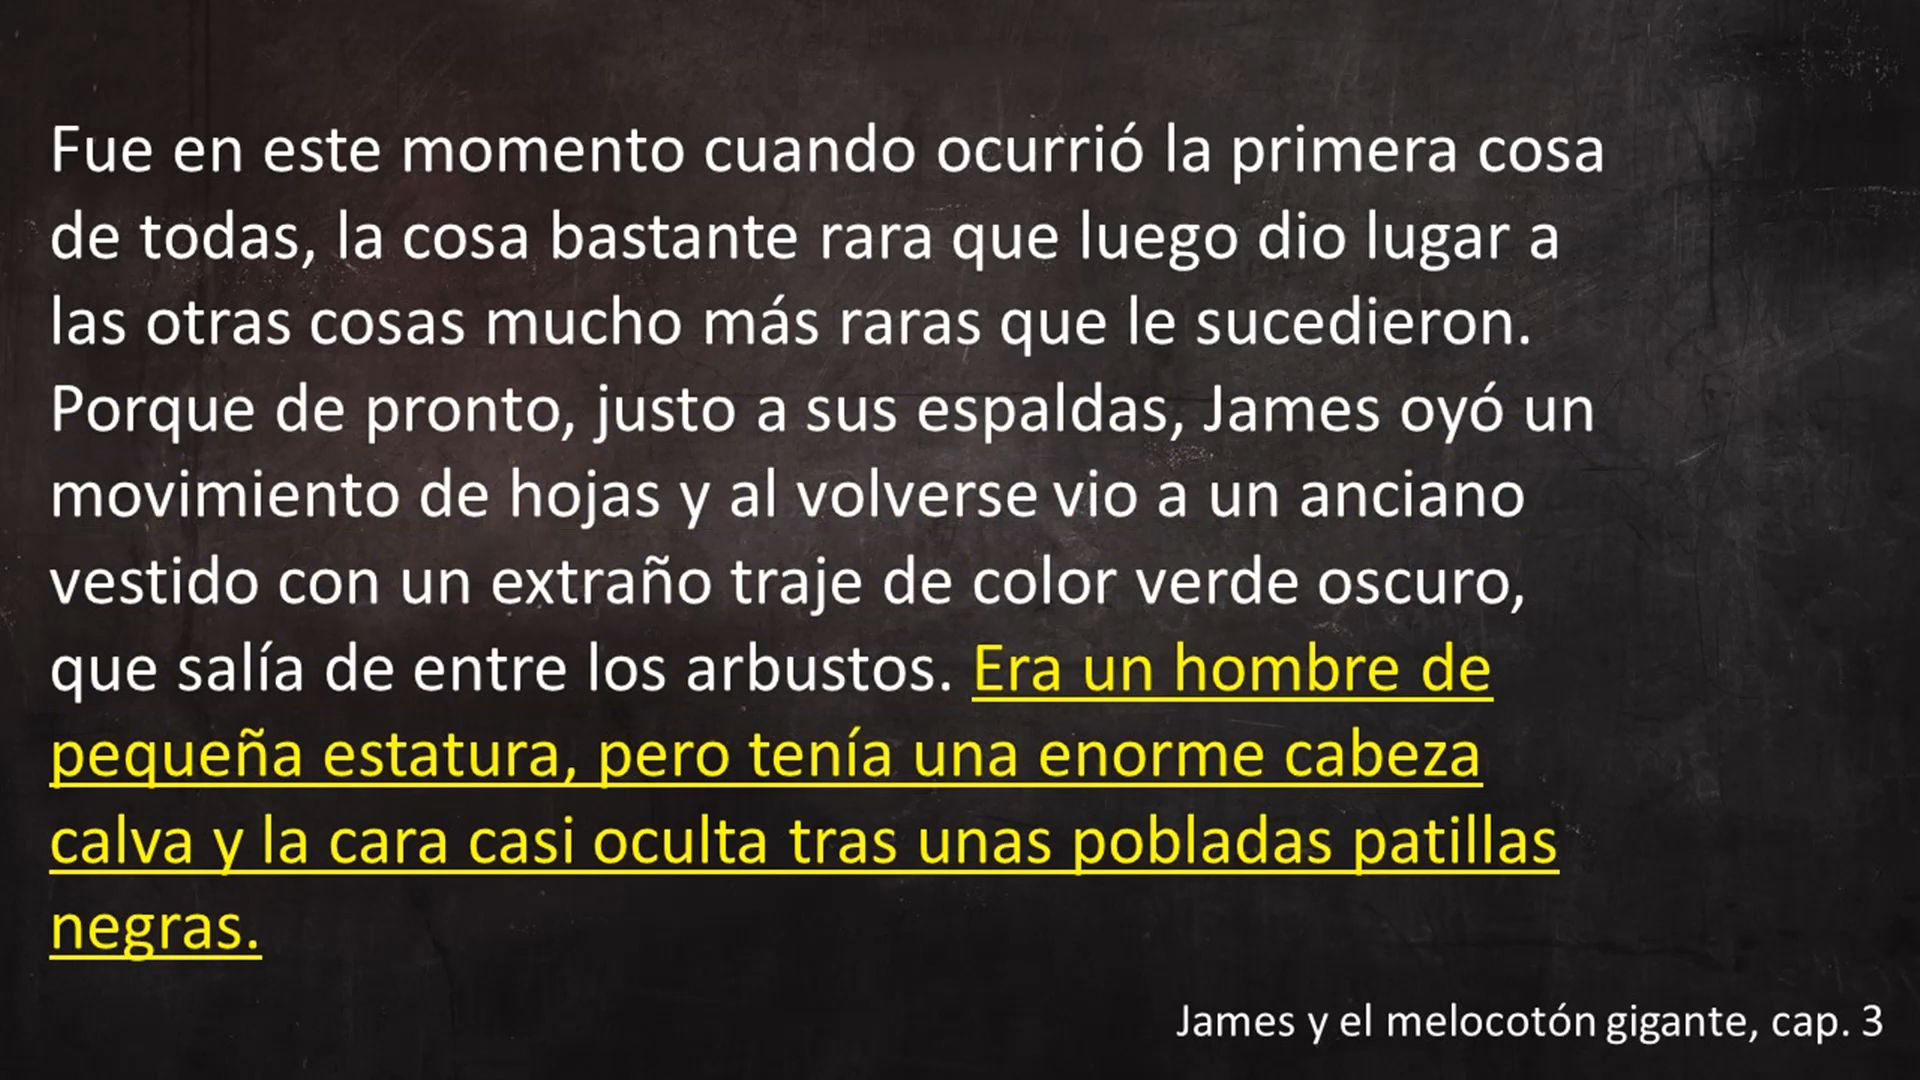 Fue en este momento cuando ocurrió la primera cosa
de todas, la cosa bastante rara que luego dio lugar a
las otras cosas mucho más raras que le sucedieron.
Porque de pronto, justo a sus espaldas, James oyó un
movimiento de hojas y al volverse vio a un anciano
vestido con un extraño traje de color verde oscuro,
que salía de entre los arbustos. Era un hombre de
pequeña estatura, pero tenía una enorme cabeza
calva y la cara casi oculta tras unas pobladas patillas
negras.
James y el melocotón gigante, cap. 3